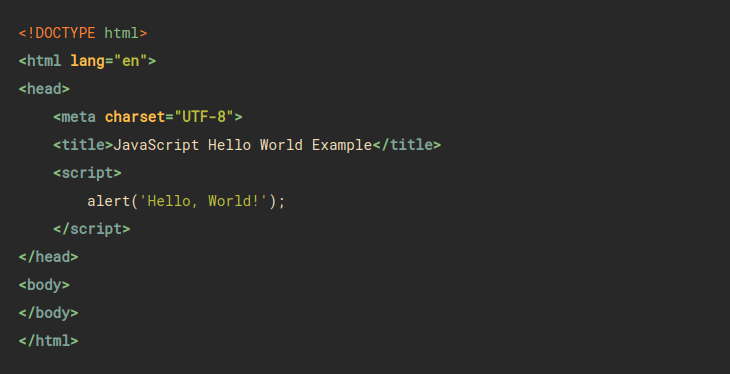 <!DOCTYPE html>
<html lang="en">
<head>
    <meta charset="UTF-8">
    <title>JavaScript Hello World Example</title>
    <script>
        alert('Hello, World!');
    </script>
</head>
<body>
</body>
</html>